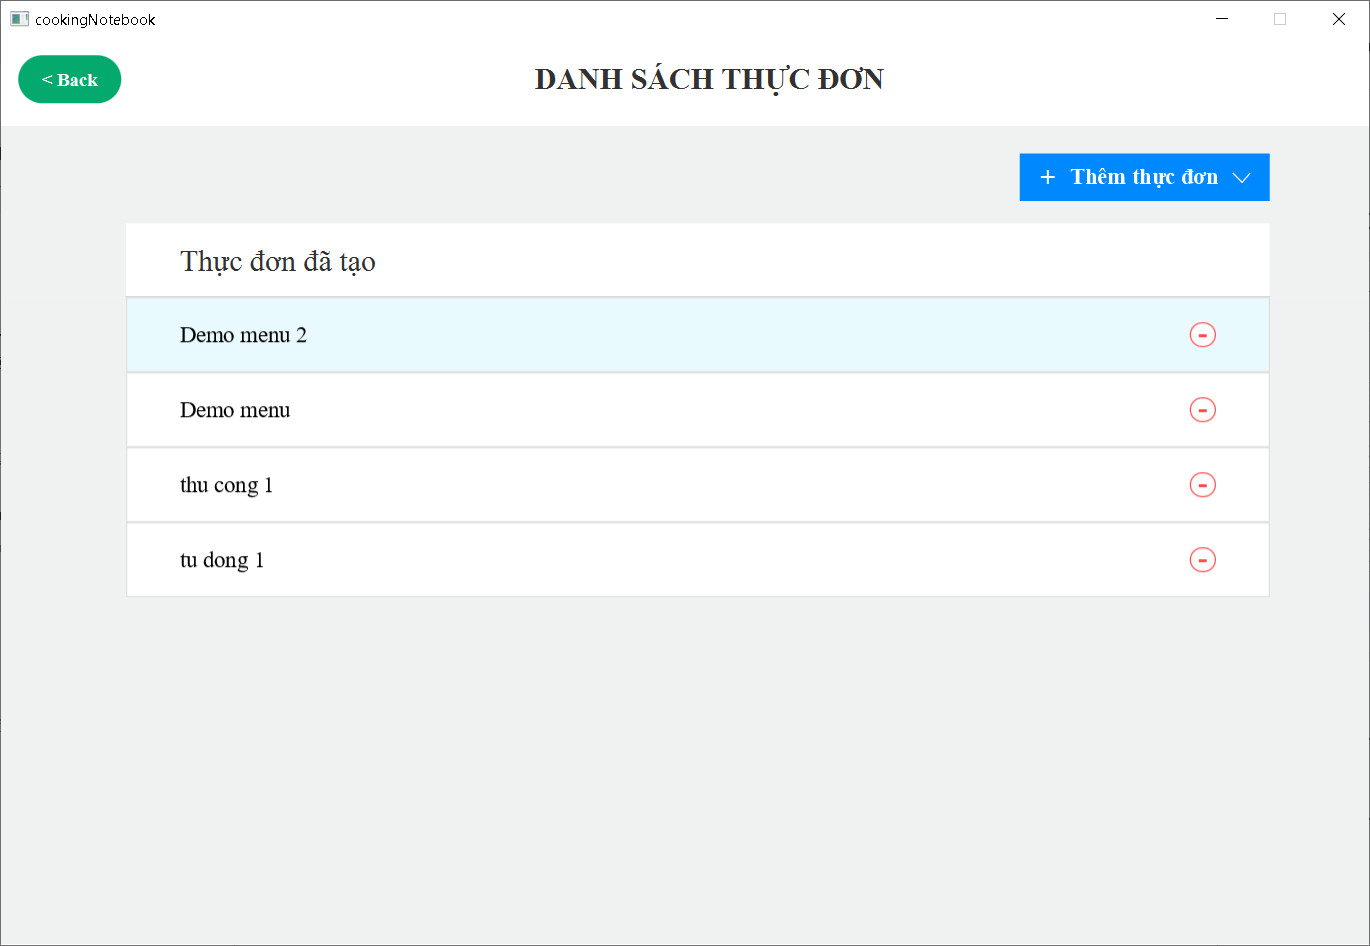 cookingNotebook
< Back
DANH SÁCH THỰC ĐƠN
+ Thêm thực đơn
Thực đơn đã tạo
Demo menu 2
Demo menu
thu cong 1
tu dong 1